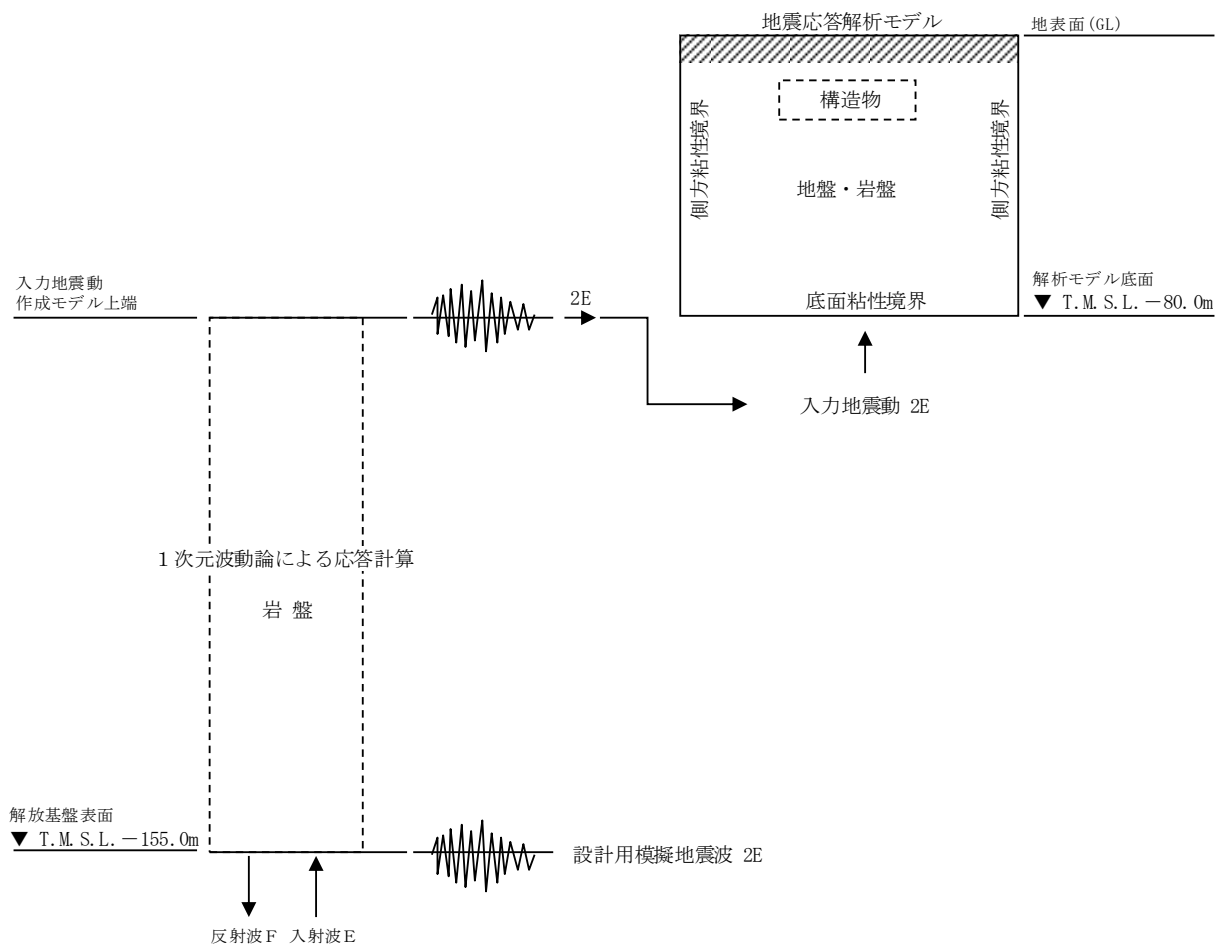 地震応答解析モデル
地表面(GL)
構造物
側方粘性境界
側方粘性境界
地盤・岩盤
入力地震動
作成モデル上端
2E
底面粘性境界
解析モデル底面
▼ T.M.S.L.－80.0m
入力地震動 2E
1次元波動論による応答計算
岩 盤
解放基盤表面
▼ T.M.S.L.－155.0m
設計用模擬地震波 2E
反射波F 入射波E